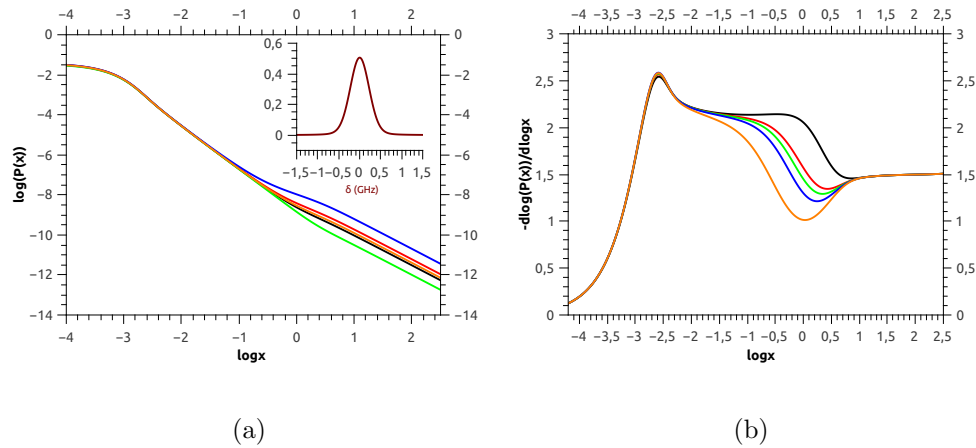 −4 −3 −2 −1 0 1 2
0 −2 −4 −6 −8 −10 −12 −14
log(P(x))
0 −2 −4 −6 −8 −10 −12 −14
−4 −3 −2 −1 0 1 2
logx
0,6 0,4 0,2 0
−1,5 −1 −0,5 0 0,5 1 1,5
δ (GHz)
(a)
−4 −3,5 −3 −2,5 −2 −1,5 −1 −0,5 0 0,5 1 1,5 2 2,5
3 2,5 2 1,5 1 0,5 0
-dlog(P(x))/dlogx
3 2,5 2 1,5 1 0,5 0
−4 −3,5 −3 −2,5 −2 −1,5 −1 −0,5 0 0,5 1 1,5 2 2,5
logx
(b)